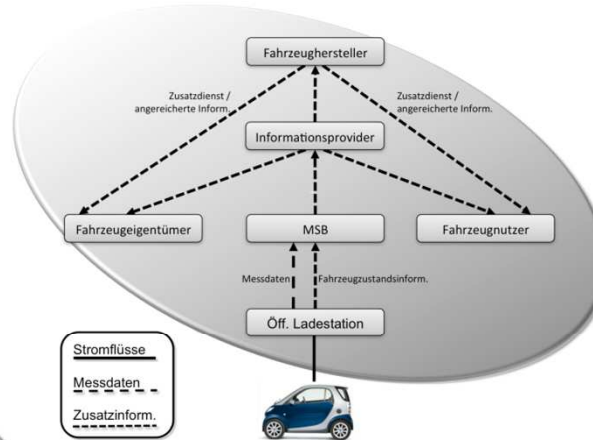 Fahrzeughersteller
Zusatzdienst /
angereicherte Inform.
Zusatzdienst /
angereicherte Inform.
Informationsprovider
Fahrzeugeigentümer
MSB
Fahrzeugnutzer
Messdaten
Fahrzeugzustandsinform.
Öff. Ladestation
Stromflüsse
Messdaten
Zusatzinform.